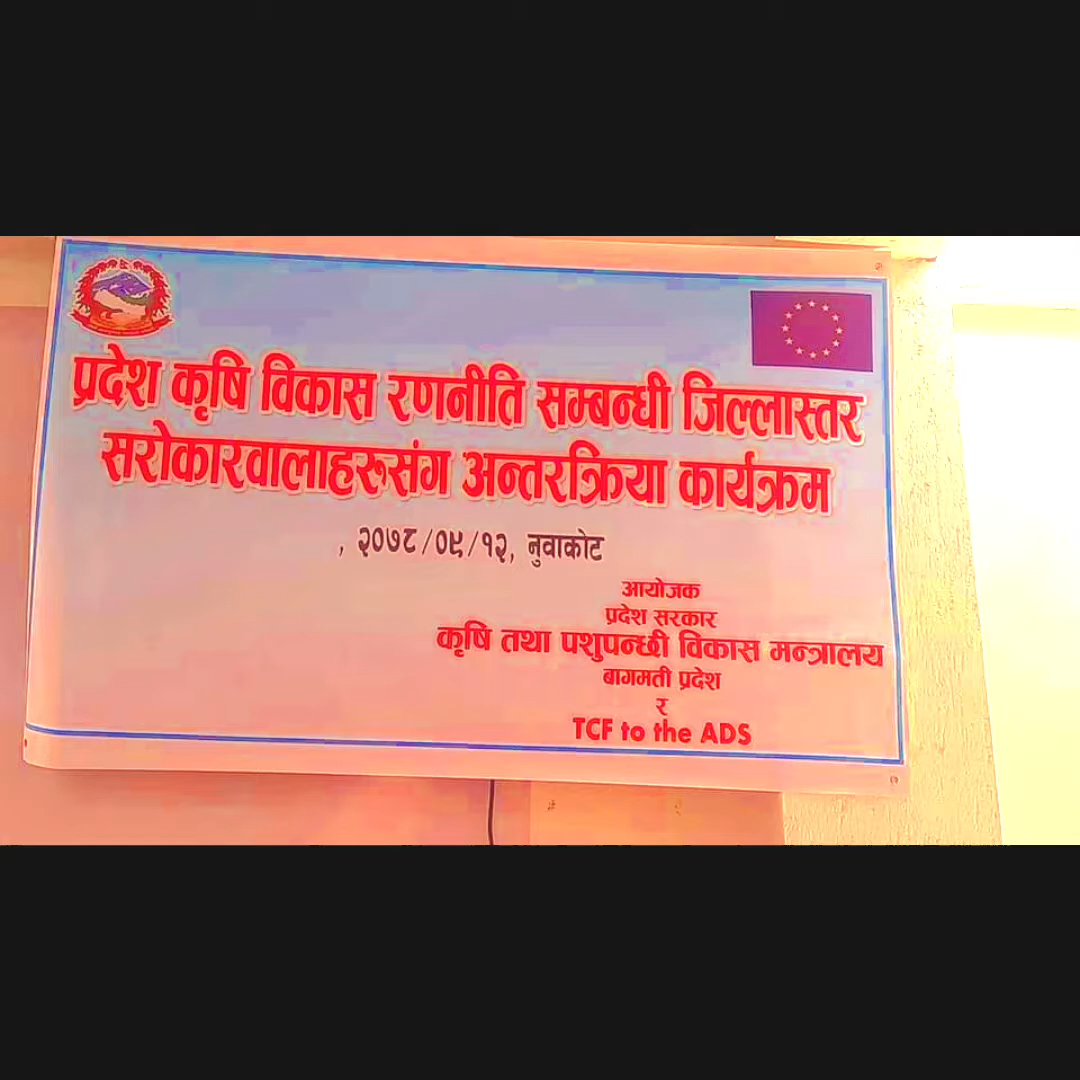 प्रदेश कृषि विकास रणनीति सम्बन्धी जिल्लास्तर
सरोकारवालाहरुसंग अन्तरक्रिया कार्यक्रम
, २०७८/०९/१२, नुवाकोट
आयोजक
प्रदेश सरकार
कृषि तथा पशुपन्छी विकास मन्त्रालय
बागमती प्रदेश
र
TCF to the ADS